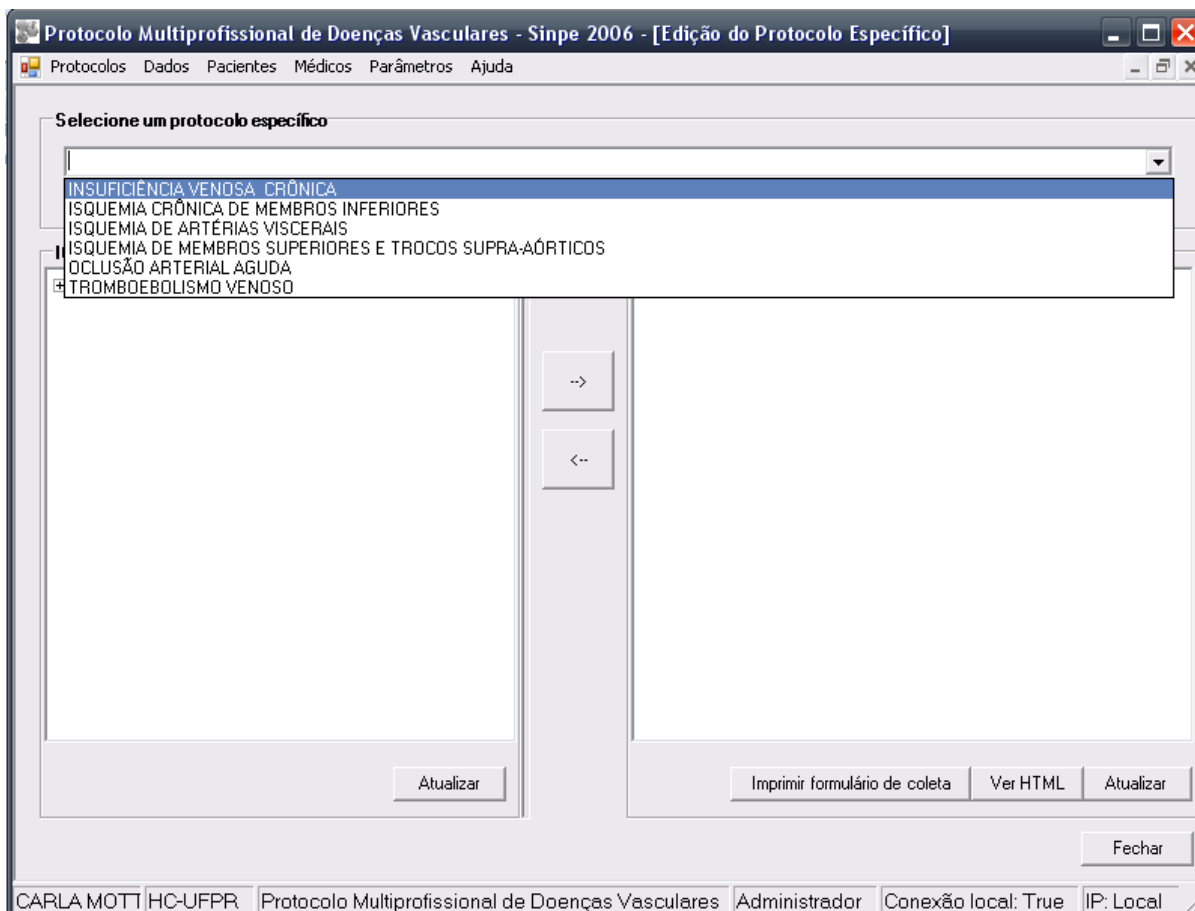 Protocolo Multiprofissional de Doenças Vasculares - Sinpe 2006 - [Edição do Protocolo Específico]
Protocolos Dados Pacientes Médicos Parâmetros Ajuda
Selecione um protocolo específico
INSUFICIÊNCIA VENOSA CRÔNICA
ISQUEMIA CRÔNICA DE MEMBROS INFERIORES
ISQUEMIA DE ARTÉRIAS VISCERAIS
ISQUEMIA DE MEMBROS SUPERIORES E TROCOS SUPRA-AÓRTICOS
OCLUSÃO ARTERIAL AGUDA
TROMBOEBOLISMO VENOSO
-->
<--
Atualizar
Imprimir formulário de coleta Ver HTML Atualizar
Fechar
CARLA MOTT HC-UFPR Protocolo Multiprofissional de Doenças Vasculares Administrador Conexão local: True IP: Local